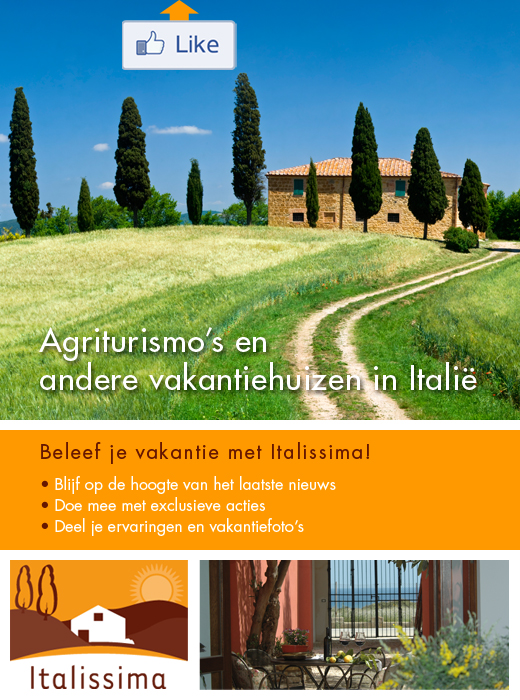 Like
Agriturismo's en
andere vakantiehuizen in Italië
Beleef je vakantie met Italissima!
• Blijf op de hoogte van het laatste nieuws
• Doe mee met exclusieve acties
• Deel je ervaringen en vakantiefoto's
Italissima